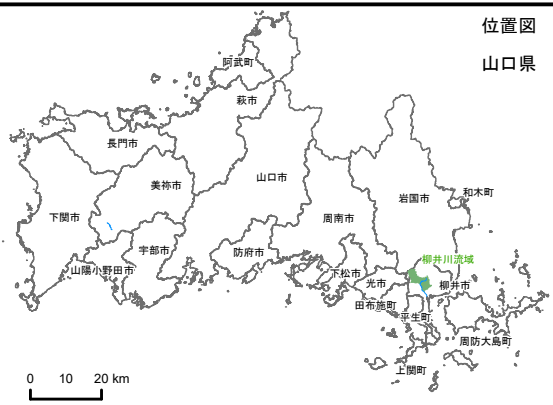 位置図
山口県
阿武町
萩市
長門市
美祢市
山口市
岩国市
和木町
下関市
周南市
宇部市
防府市
山陽小野田市
下松市
光市
柳井川流域
柳井市
田布施町
平生町
周防大島町
上関町
0 10 20 km